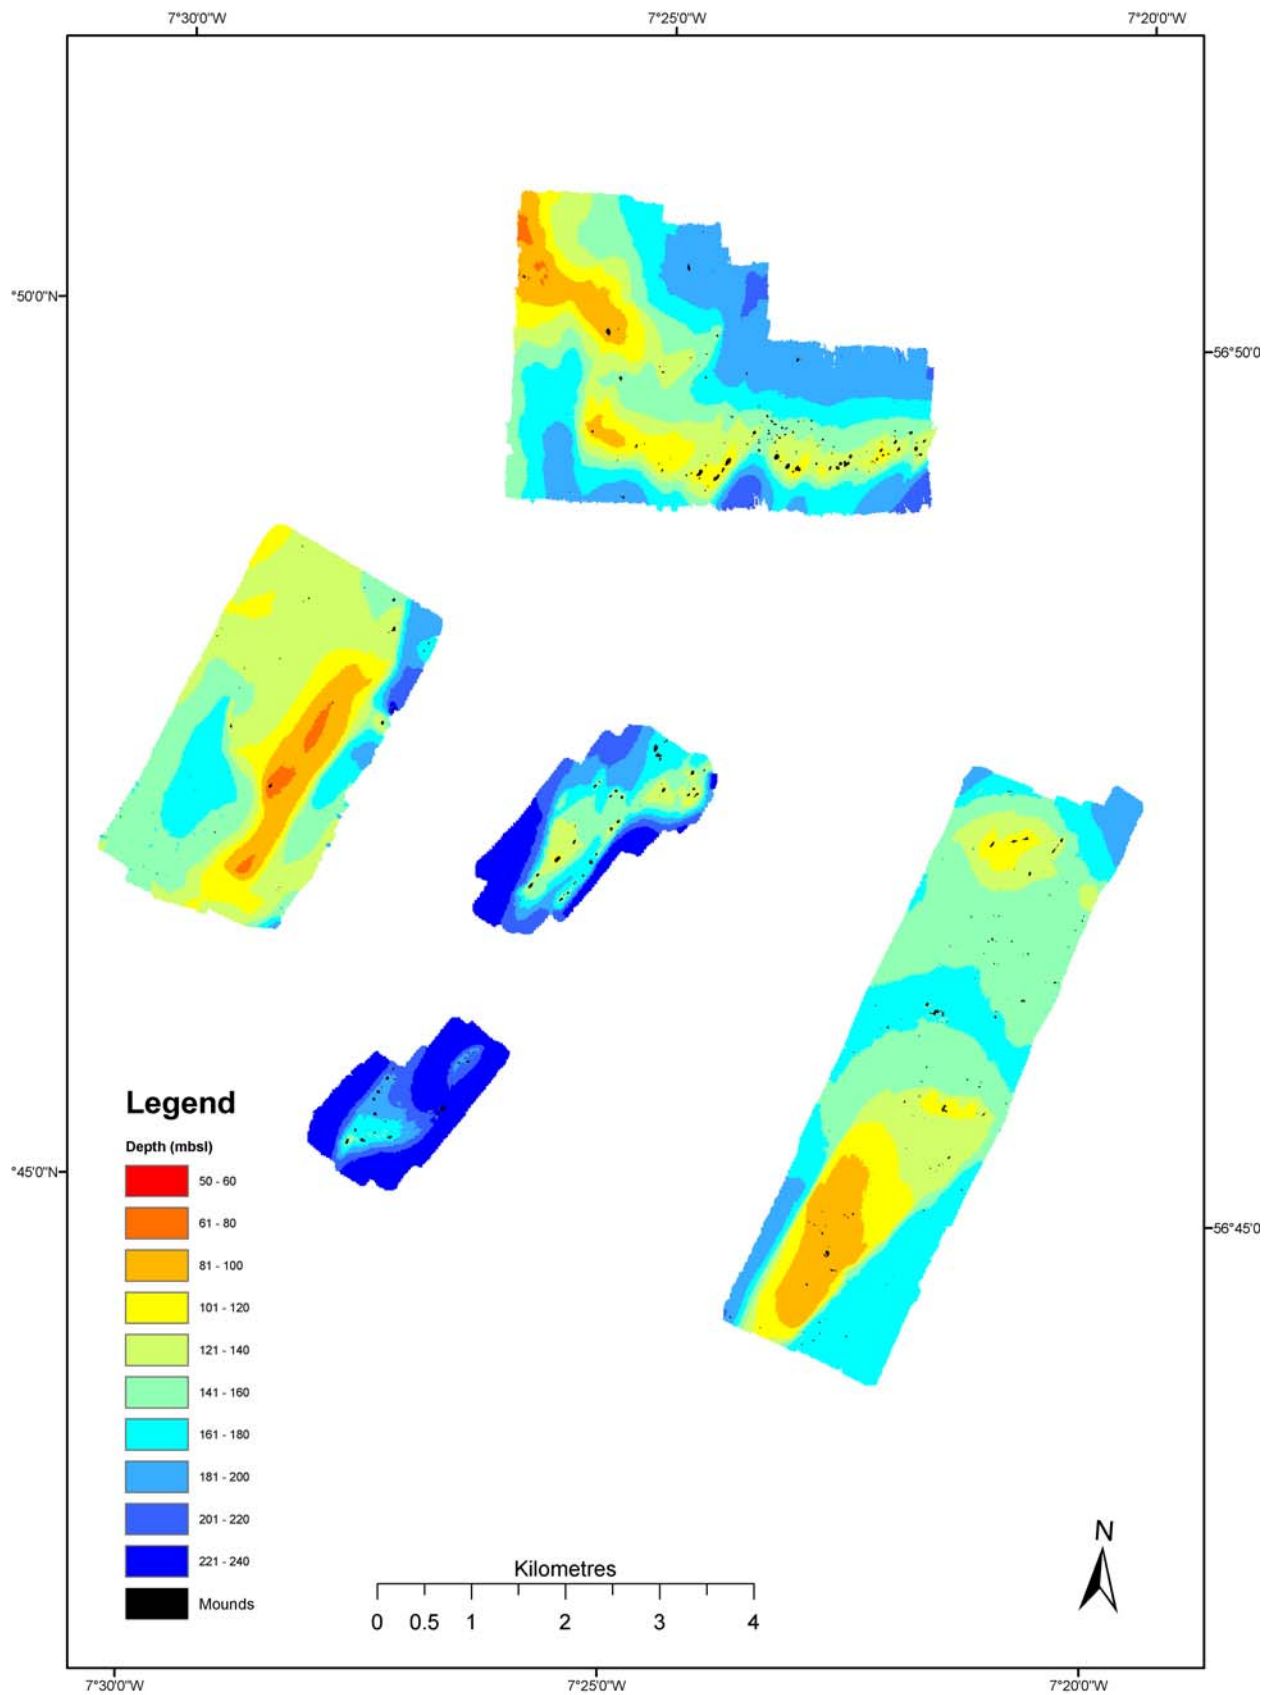 7°30'0"W 7°25'0"W 7°20'0"W
°50'0"N
56°50'0
°45'0"N
56°45'0
Legend
Depth (mbsl)
50 - 60
61 - 80
81 - 100
101 - 120
121 - 140
141 - 160
161 - 180
181 - 200
201 - 220
221 - 240
Mounds
Kilometres
0 0.5 1 2 3 4
N
7°30'0"W 7°25'0"W 7°20'0"W